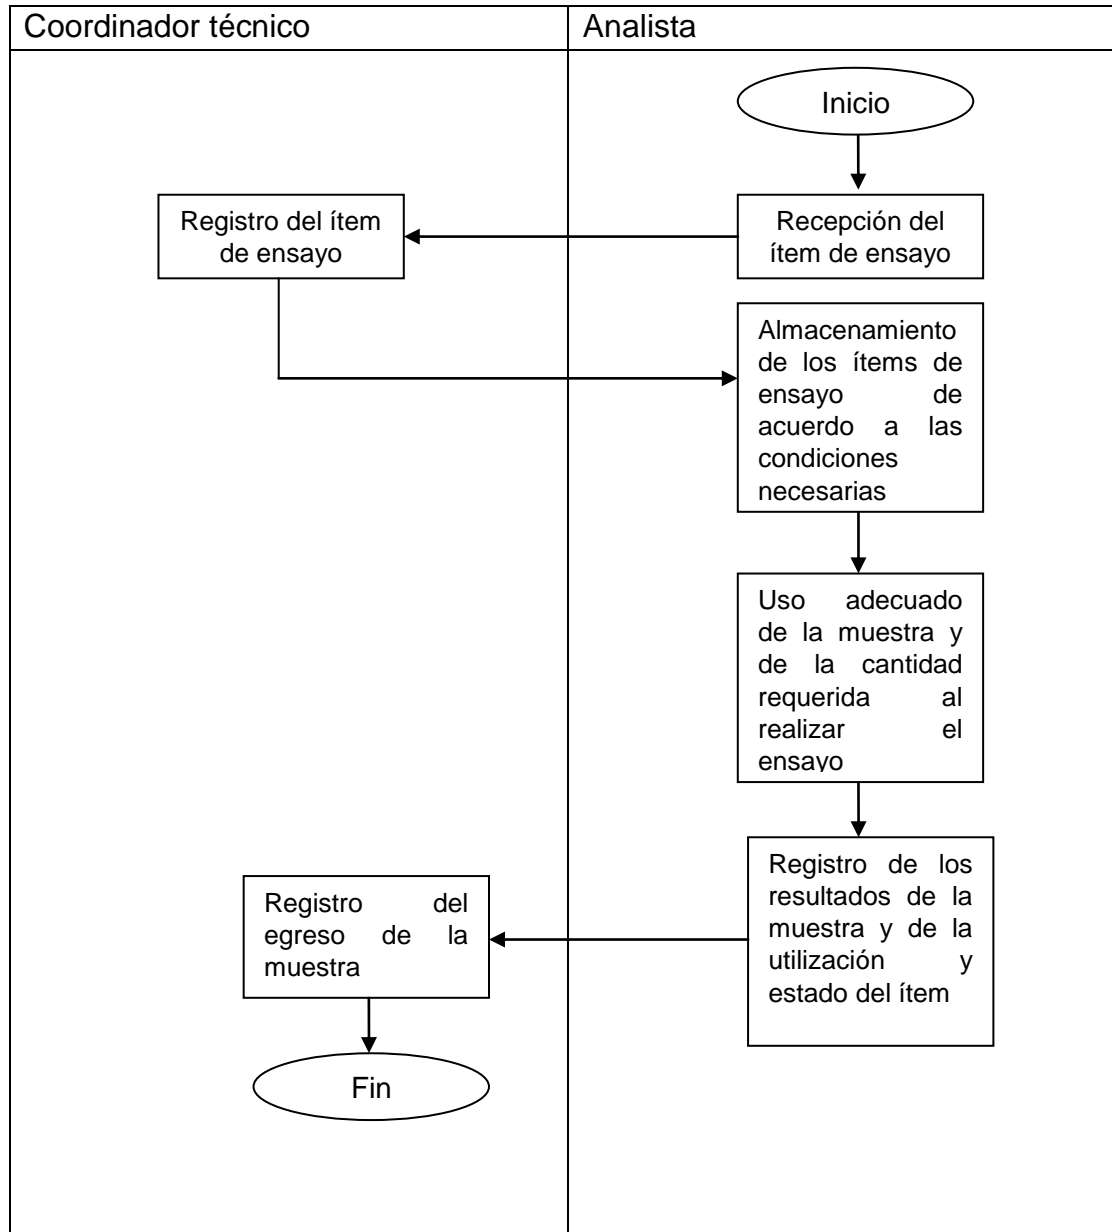 Coordinador técnico
Analista
Inicio
Recepción del
ítem de ensayo
Registro del ítem
de ensayo
Almacenamiento
de los ítems de
ensayo de
acuerdo a las
condiciones
necesarias
Uso adecuado
de la muestra y
de la cantidad
requerida al
realizar el
ensayo
Registro de los
resultados de la
muestra y de la
utilización y
estado del ítem
Registro del
egreso de la
muestra
Fin